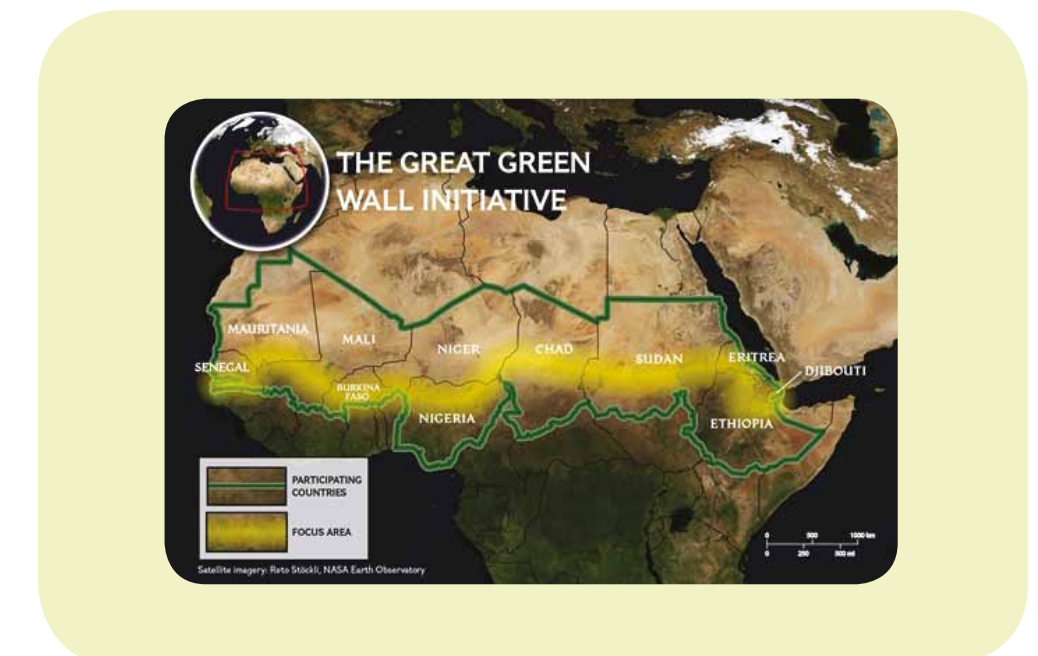 THE GREAT GREEN
WALL INITIATIVE
MAURITANIA
MALI
NIGER
CHAD
SUDAN
ERITREA
DJIBOUTI
SENEGAL
BURKINA
FASO
NIGERIA
ETHIOPIA
PARTICIPATING
COUNTRIES
FOCUS AREA
0 500 1000 km
0 250 500 mi
Satellite imagery: Reto Stöckli, NASA Earth Observatory